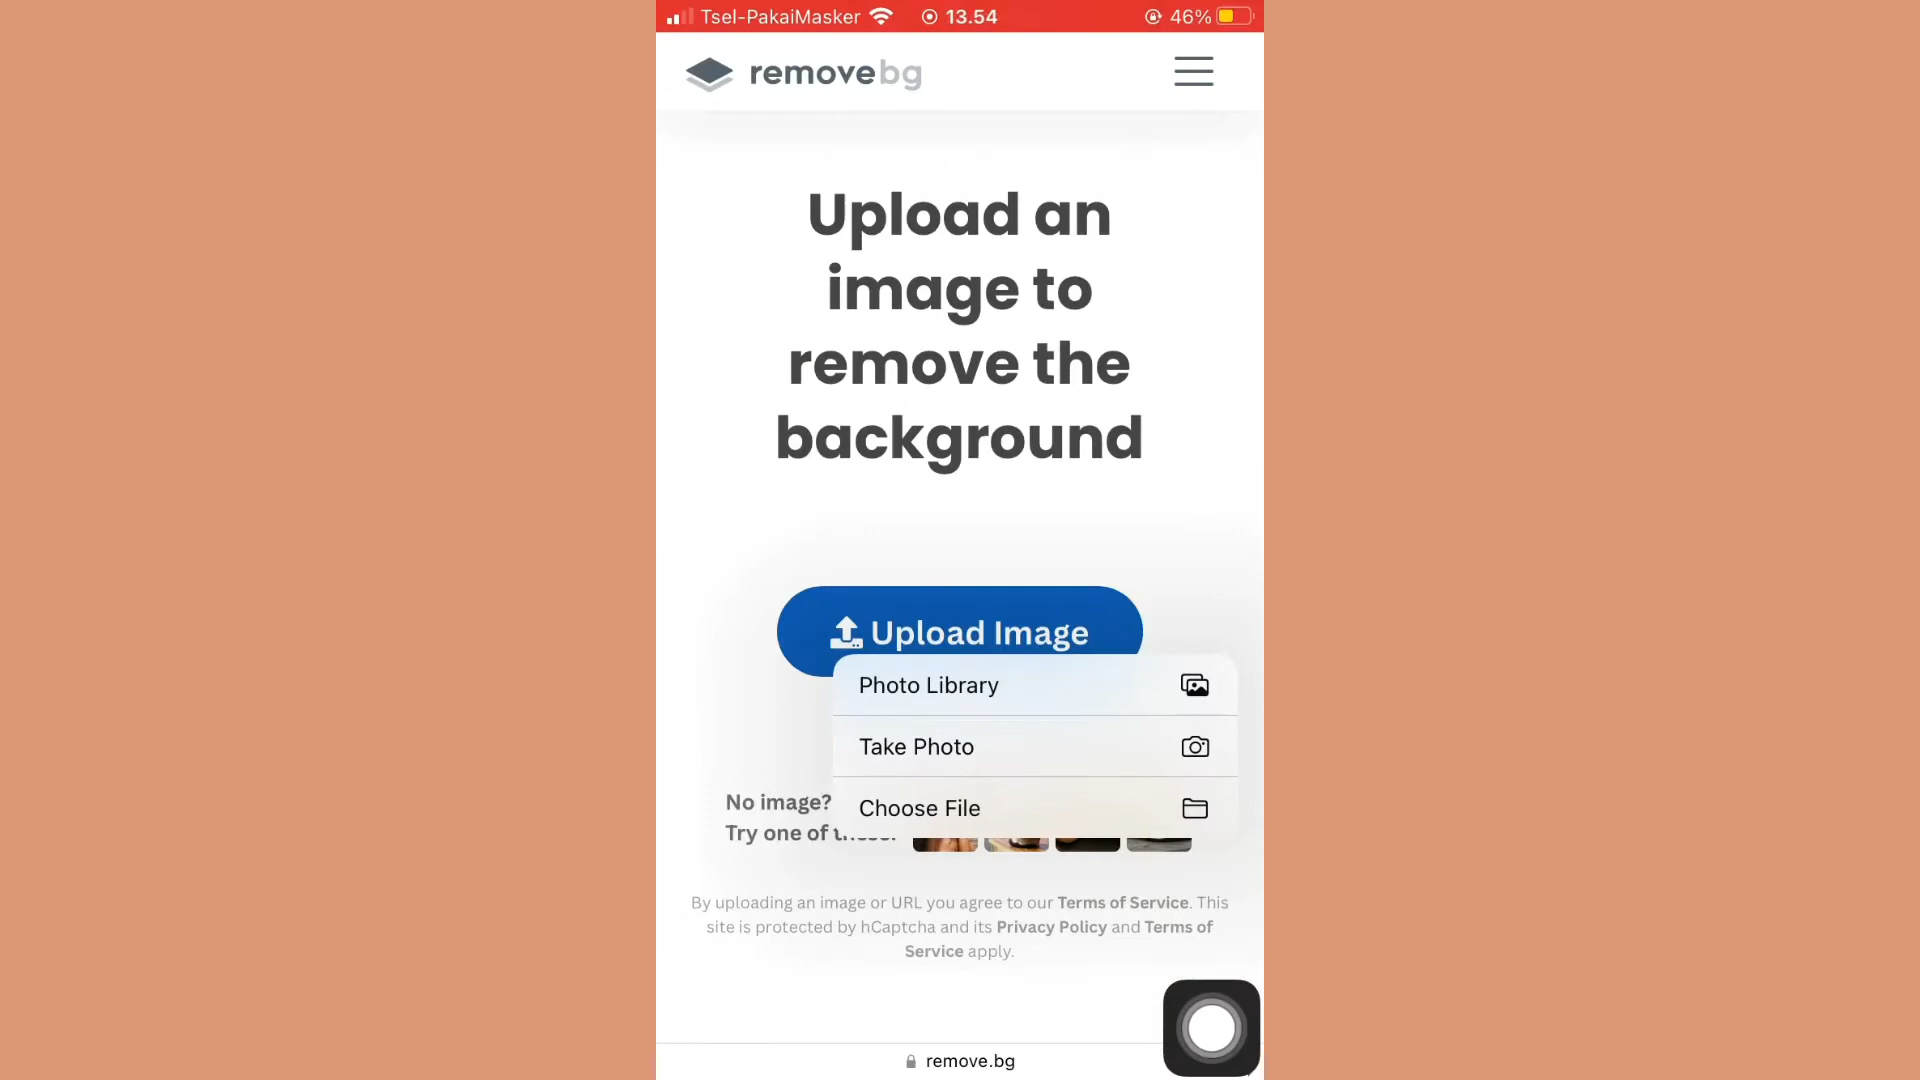 Tsel-PakaiMasker 13.54 46%
removebg
Upload an
image to
remove the
background
Upload Image
Photo Library
Take Photo
No image?
Choose File
Try one of
By uploading an image or URL you agree to our Terms of Service. This
site is protected by hCaptcha and its Privacy Policy and Terms of
Service apply.
remove.bg